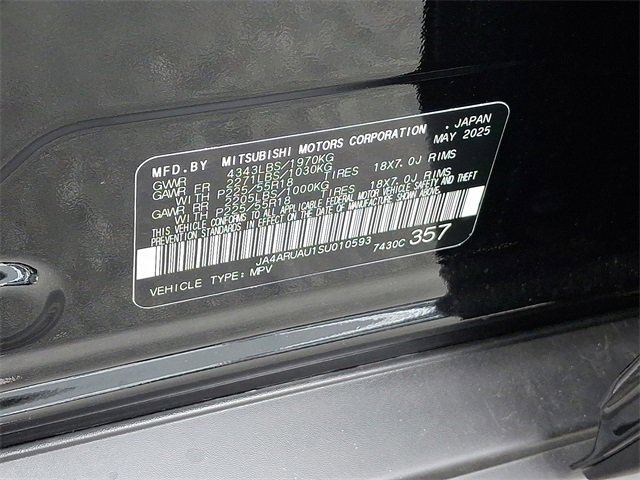 MFD.BY MITSUBISHI MOTORS CORPORATION , JAPAN
GVWR 4343LBS/1970KG MAY 2025
GAWR FR 2271LBS/1030KG
WITH P225/55R18 TIRES 18X7.0J RIMS
GAWR RR 2205LBS/1000KG
WITH P225/55R18 TIRES 18X7.0J RIMS
THIS VEHICLE CONFORMS TO ALL APPLICABLE FEDERAL MOTOR VEHICLE SAFETY AND THEFT
PREVENTION STANDARDS IN EFFECT ON THE DATE OF MANUFACTURE SHOWN ABOVE.
JA4ARUAU1SU010593 7430C 357
VEHICLE TYPE: MPV